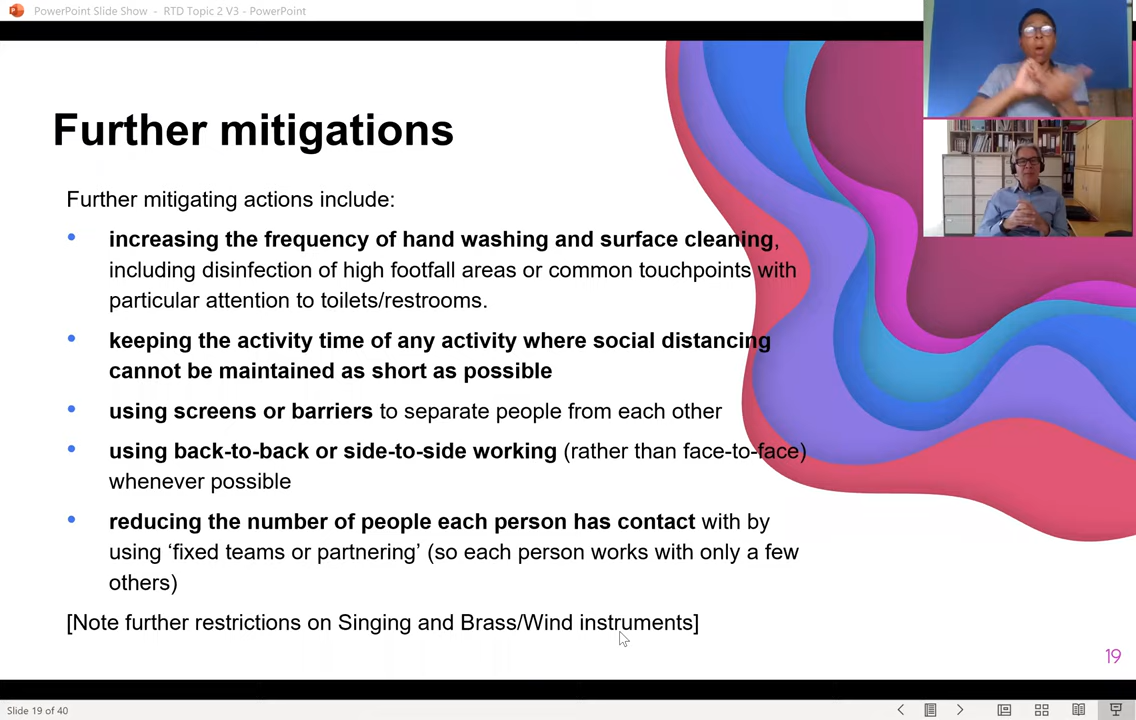 PowerPoint Slide Show - RTD Topic 2 V3 - PowerPoint
Further mitigations
Further mitigating actions include:
• increasing the frequency of hand washing and surface cleaning,
including disinfection of high footfall areas or common touchpoints with
particular attention to toilets/restrooms.
• keeping the activity time of any activity where social distancing
cannot be maintained as short as possible
• using screens or barriers to separate people from each other
• using back-to-back or side-to-side working (rather than face-to-face)
whenever possible
• reducing the number of people each person has contact with by
using ‘fixed teams or partnering’ (so each person works with only a few
others)
[Note further restrictions on Singing and Brass/Wind instruments]
19
Slide 19 of 40